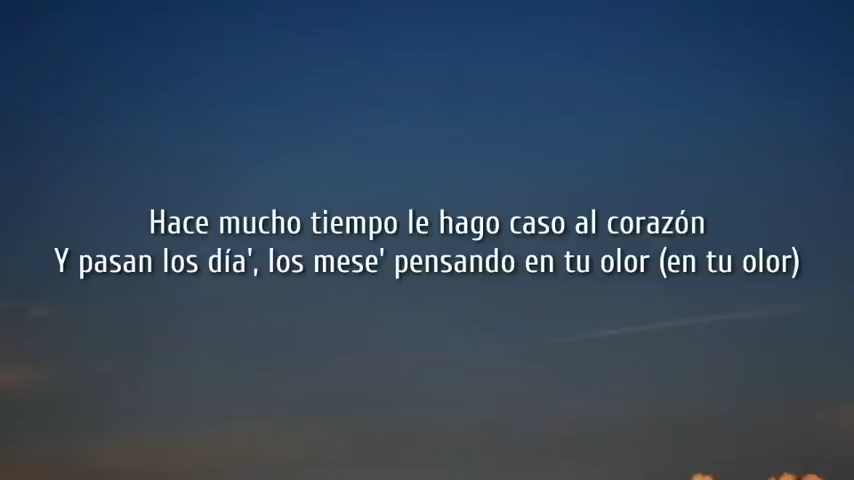 Hace mucho tiempo le hago caso al corazón
Y pasan los día', los mese' pensando en tu olor (en tu olor)